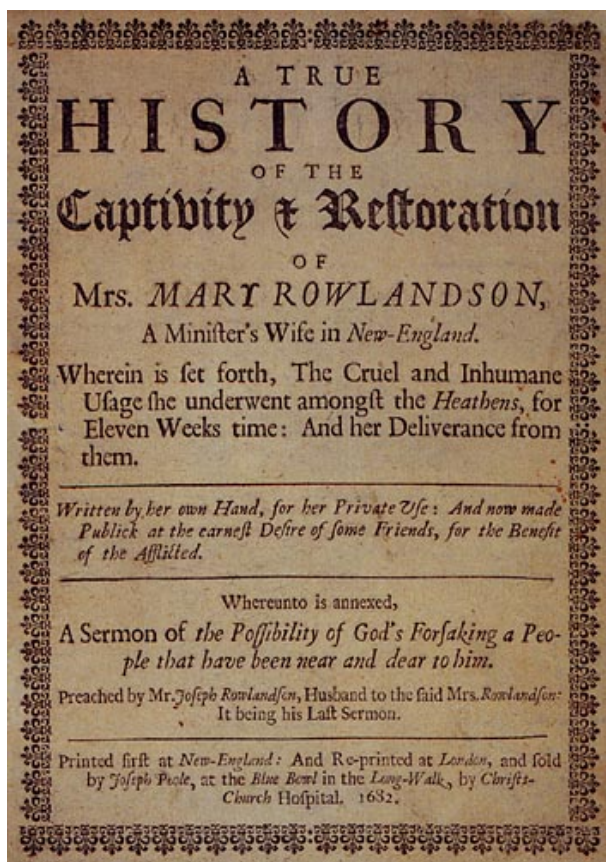 A TRUE
HISTORY
OF THE
Captivity & Reſtoration
OF
Mrs. MARY ROWLANDSON,
A Miniſter's Wife in New-England.
Wherein is ſet forth, The Cruel and Inhumane
Uſage ſhe underwent amongſt the Heathens, for
Eleven Weeks time: And her Deliverance from
them.
Written by her own Hand, for her Private Uſe: And now made
Publick at the earneſt Deſire of ſome Friends, for the Benefit
of the Afflicted.
Whereunto is annexed,
A Sermon of the Poſſibility of God's Forſaking a Peo-
ple that have been near and dear to him.
Preached by Mr. Joſeph Rowlandſon, Husband to the ſaid Mrs. Rowlandſon:
It being his Laſt Sermon.
Printed firſt at New-England: And Re-printed at London, and ſold
by Joſeph Poole, at the Blue Bowl in the Long-Walk, by Chriſts-
Church Hoſpital. 1682.